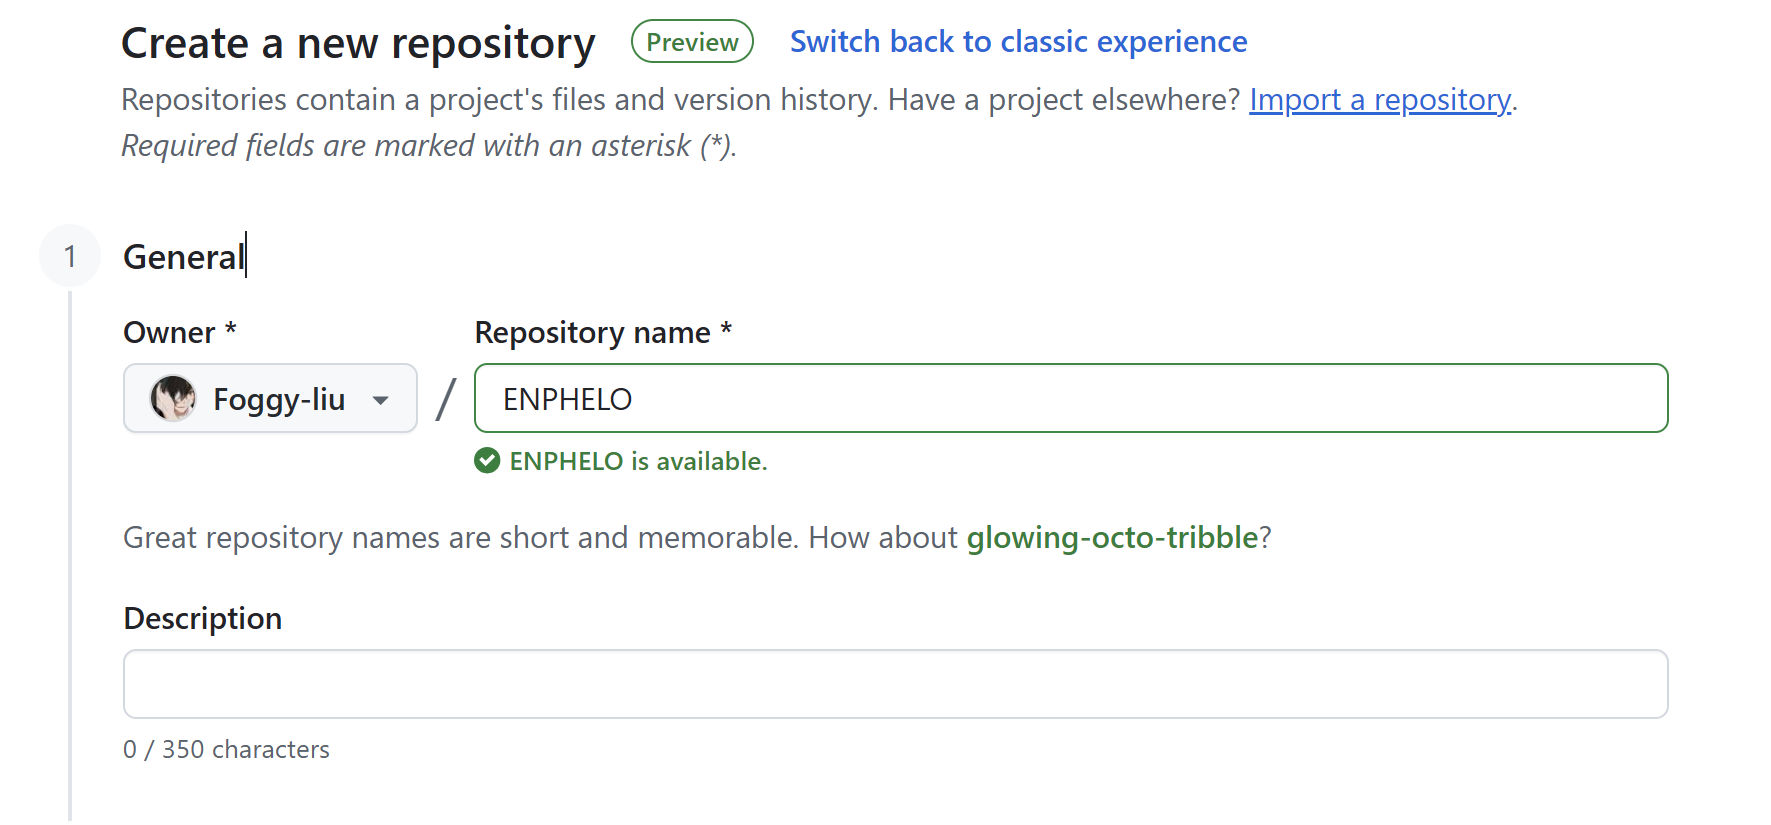 Create a new repository Preview Switch back to classic experience
Repositories contain a project's files and version history. Have a project elsewhere? Import a repository.
Required fields are marked with an asterisk (*).
1 General
Owner * Repository name *
Foggy-liu / ENPHELO
ENPHELO is available.
Great repository names are short and memorable. How about glowing-octo-tribble?
Description
0 / 350 characters